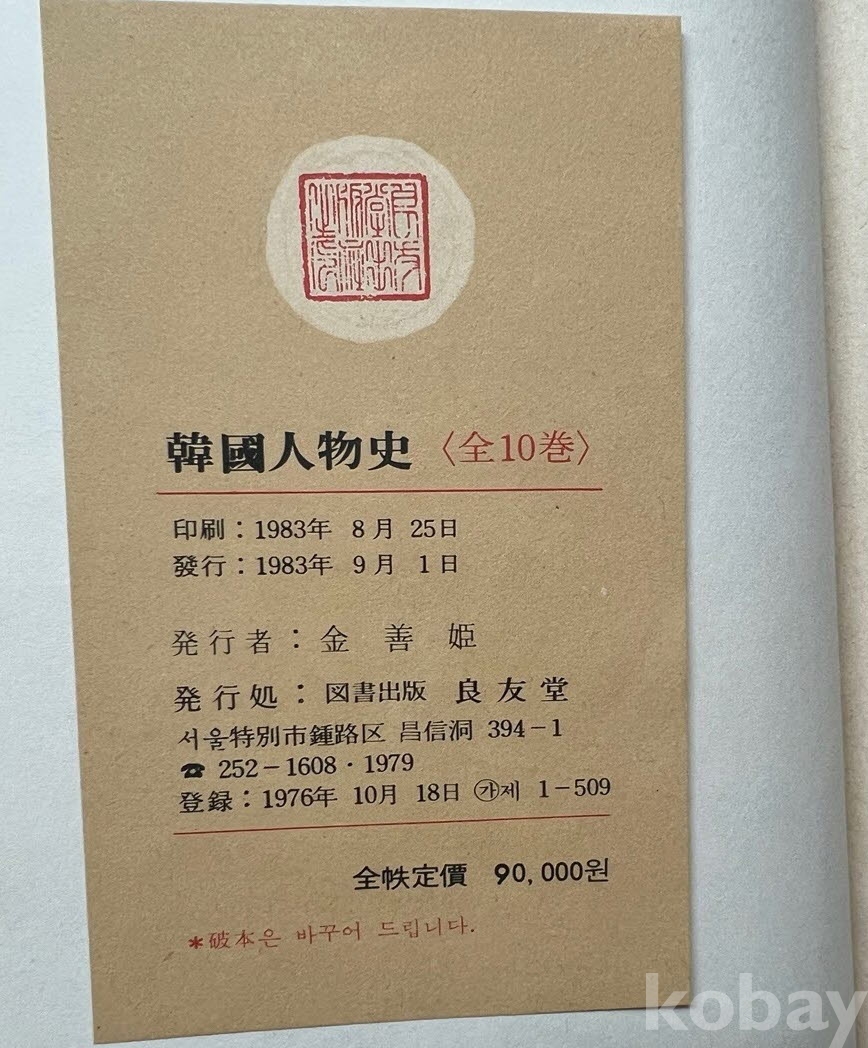 韓國人物史 〈全10巻〉
印刷：1983年 8月 25日
發行：1983年 9月 1日
発行者：金善姫
発行処：図書出版 良友堂
서울特別市鍾路区 昌信洞 394-1
☎ 252-1608·1979
登録：1976年 10月 18日 ㉮제 1-509
全帙定價 90,000원
*破本은 바꾸어 드립니다.
kobay